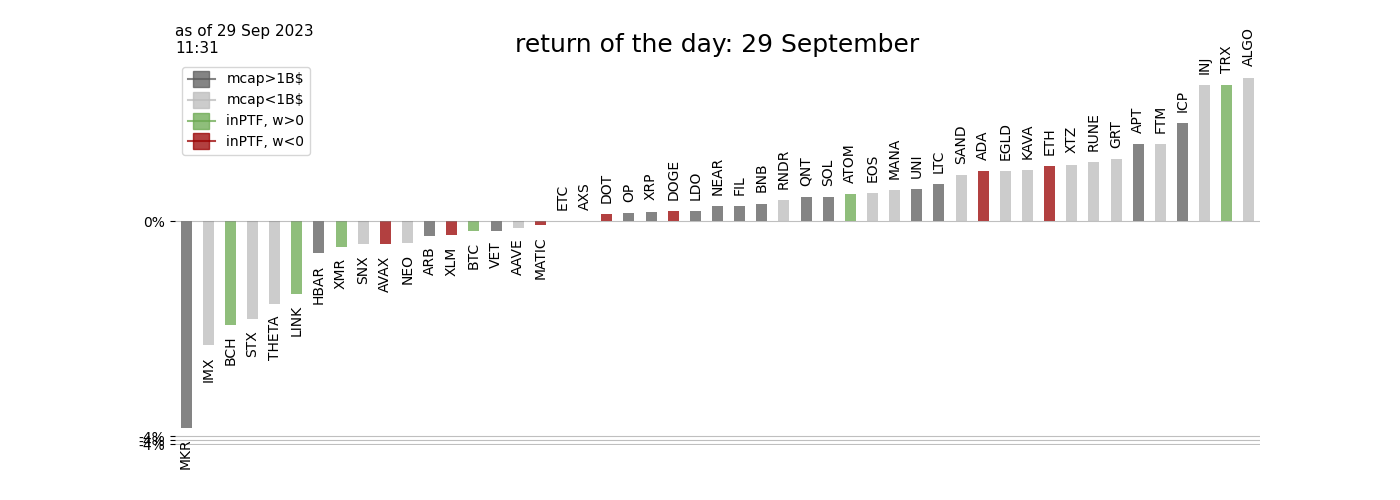 as of 29 Sep 2023
11:31
return of the day: 29 September
mcap>1B$
mcap<1B$
inPTF, w>0
inPTF, w<0
0%
-4%
-4%
MKR
IMX
BCH
STX
THETA
LINK
HBAR
XMR
SNX
AVAX
NEO
ARB
XLM
BTC
VET
AAVE
MATIC
ETC
AXS
DOT
OP
XRP
DOGE
LDO
NEAR
FIL
BNB
RNDR
QNT
SOL
ATOM
EOS
MANA
UNI
LTC
SAND
ADA
EGLD
KAVA
ETH
XTZ
RUNE
GRT
APT
FTM
ICP
INJ
TRX
ALGO